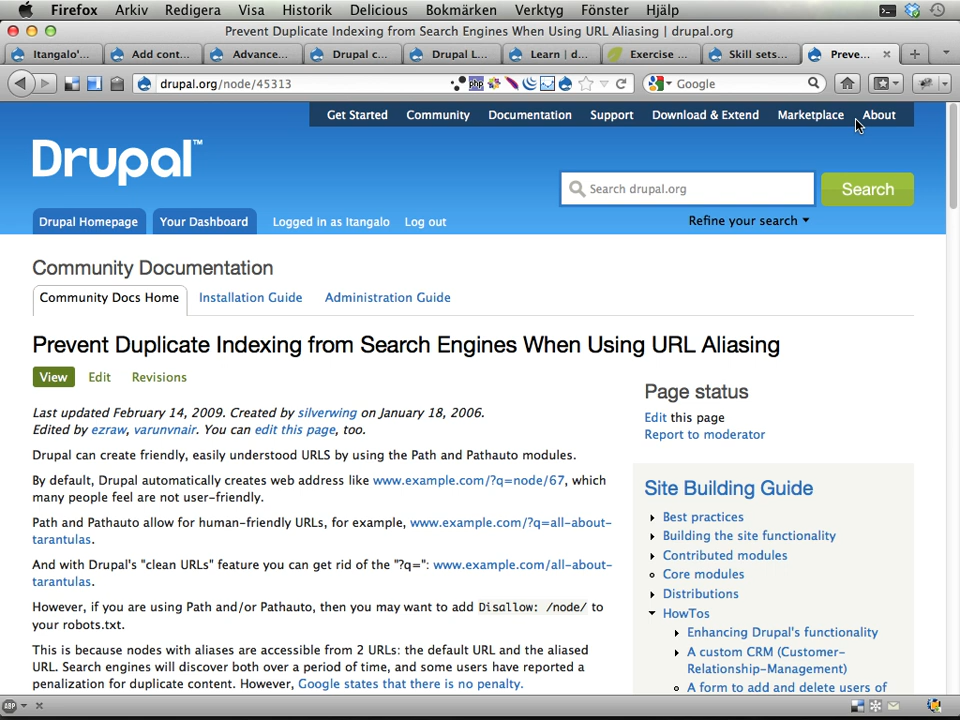 Firefox Arkiv Redigera Visa Historik Delicious Bokmärken Verktyg Fönster Hjälp
Prevent Duplicate Indexing from Search Engines When Using URL Aliasing | drupal.org
Itangalo'... Add cont... Advance... Drupal c... Drupal L... Learn | d... Exercise ... Skill sets... Preve...
drupal.org/node/45313 Google
Get Started Community Documentation Support Download & Extend Marketplace About
Drupal™
Search drupal.org Search
Drupal Homepage Your Dashboard Logged in as Itangalo Log out Refine your search
Community Documentation
Community Docs Home Installation Guide Administration Guide
Prevent Duplicate Indexing from Search Engines When Using URL Aliasing
View Edit Revisions
Last updated February 14, 2009. Created by silverwing on January 18, 2006.
Edited by ezraw, varunvnair. You can edit this page, too.
Drupal can create friendly, easily understood URLS by using the Path and Pathauto modules.
By default, Drupal automatically creates web address like www.example.com/?q=node/67, which
many people feel are not user-friendly.
Path and Pathauto allow for human-friendly URLs, for example, www.example.com/?q=all-about-
tarantulas.
And with Drupal's "clean URLs" feature you can get rid of the "?q=": www.example.com/all-about-
tarantulas.
However, if you are using Path and/or Pathauto, then you may want to add Disallow: /node/ to
your robots.txt.
This is because nodes with aliases are accessible from 2 URLs: the default URL and the aliased
URL. Search engines will discover both over a period of time, and some users have reported a
penalization for duplicate content. However, Google states that there is no penalty.
Page status
Edit this page
Report to moderator
Site Building Guide
Best practices
Building the site functionality
Contributed modules
Core modules
Distributions
HowTos
Enhancing Drupal's functionality
A custom CRM (Customer-
Relationship-Management)
A form to add and delete users of
ABP